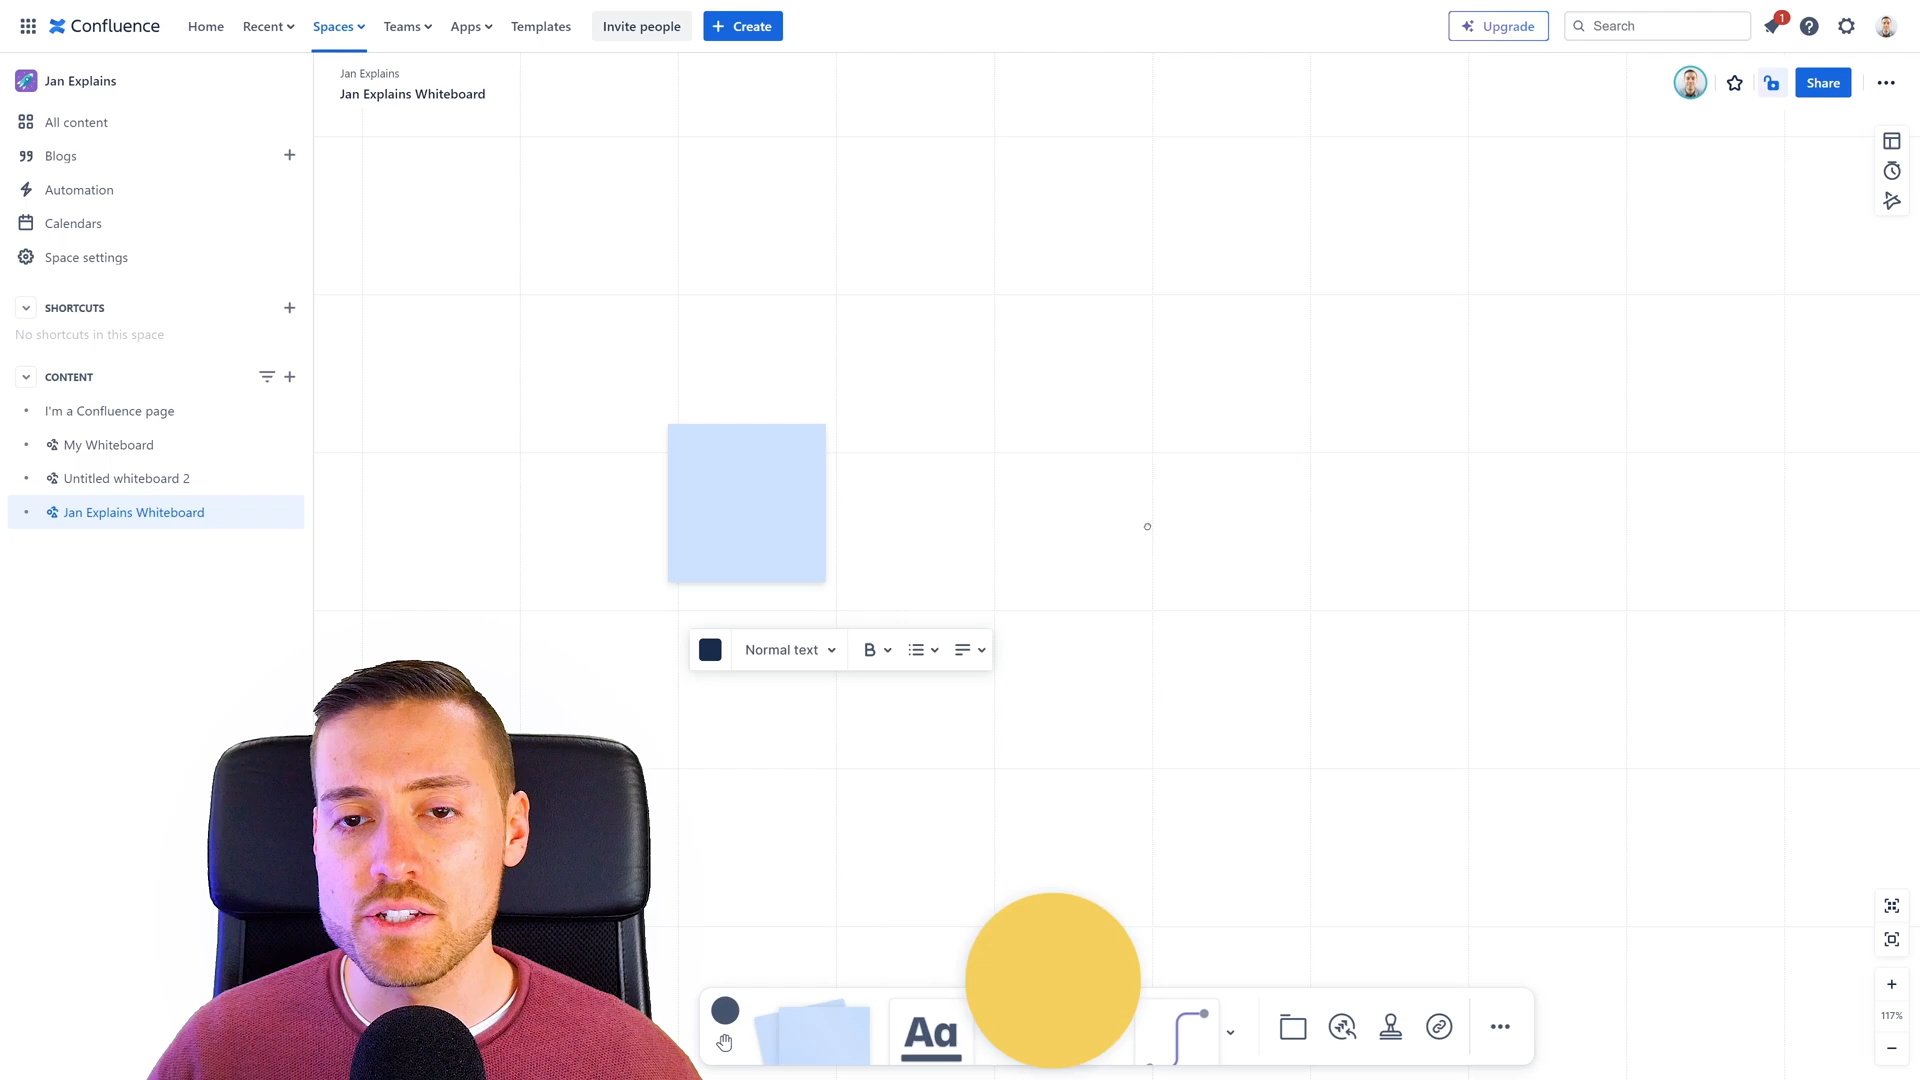 Confluence
Home
Recent
Spaces
Teams
Apps
Templates
Invite people
Create
Upgrade
Search
1
Jan Explains
All content
Blogs
Automation
Calendars
Space settings
SHORTCUTS
No shortcuts in this space
CONTENT
I'm a Confluence page
My Whiteboard
Untitled whiteboard 2
Jan Explains Whiteboard
Jan Explains
Jan Explains Whiteboard
Share
Normal text
B
Aa
117%